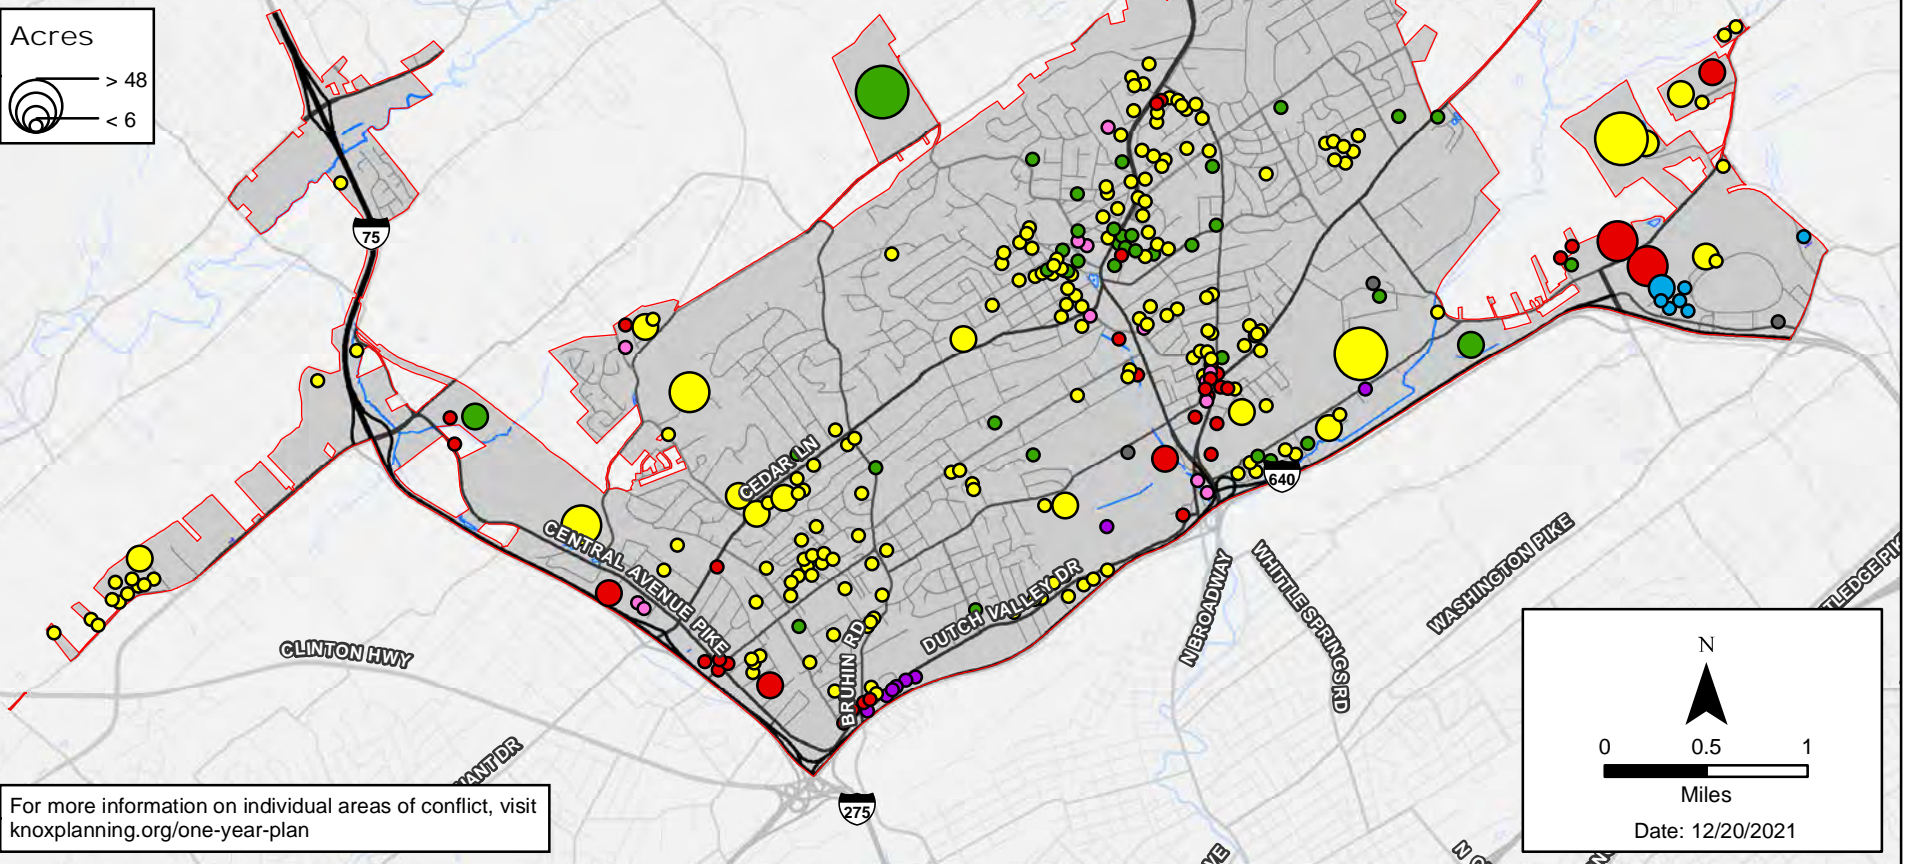 Acres
> 48
< 6
75
CEDAR LN
640
CENTRAL AVENUE PIKE
DUTCH VALLEY DR
BRUHIN RD
N BROADWAY
WHITTLE SPRINGS RD
WASHINGTON PIKE
CLINTON HWY
275
For more information on individual areas of conflict, visit
knoxplanning.org/one-year-plan
N
0 0.5 1
Miles
Date: 12/20/2021